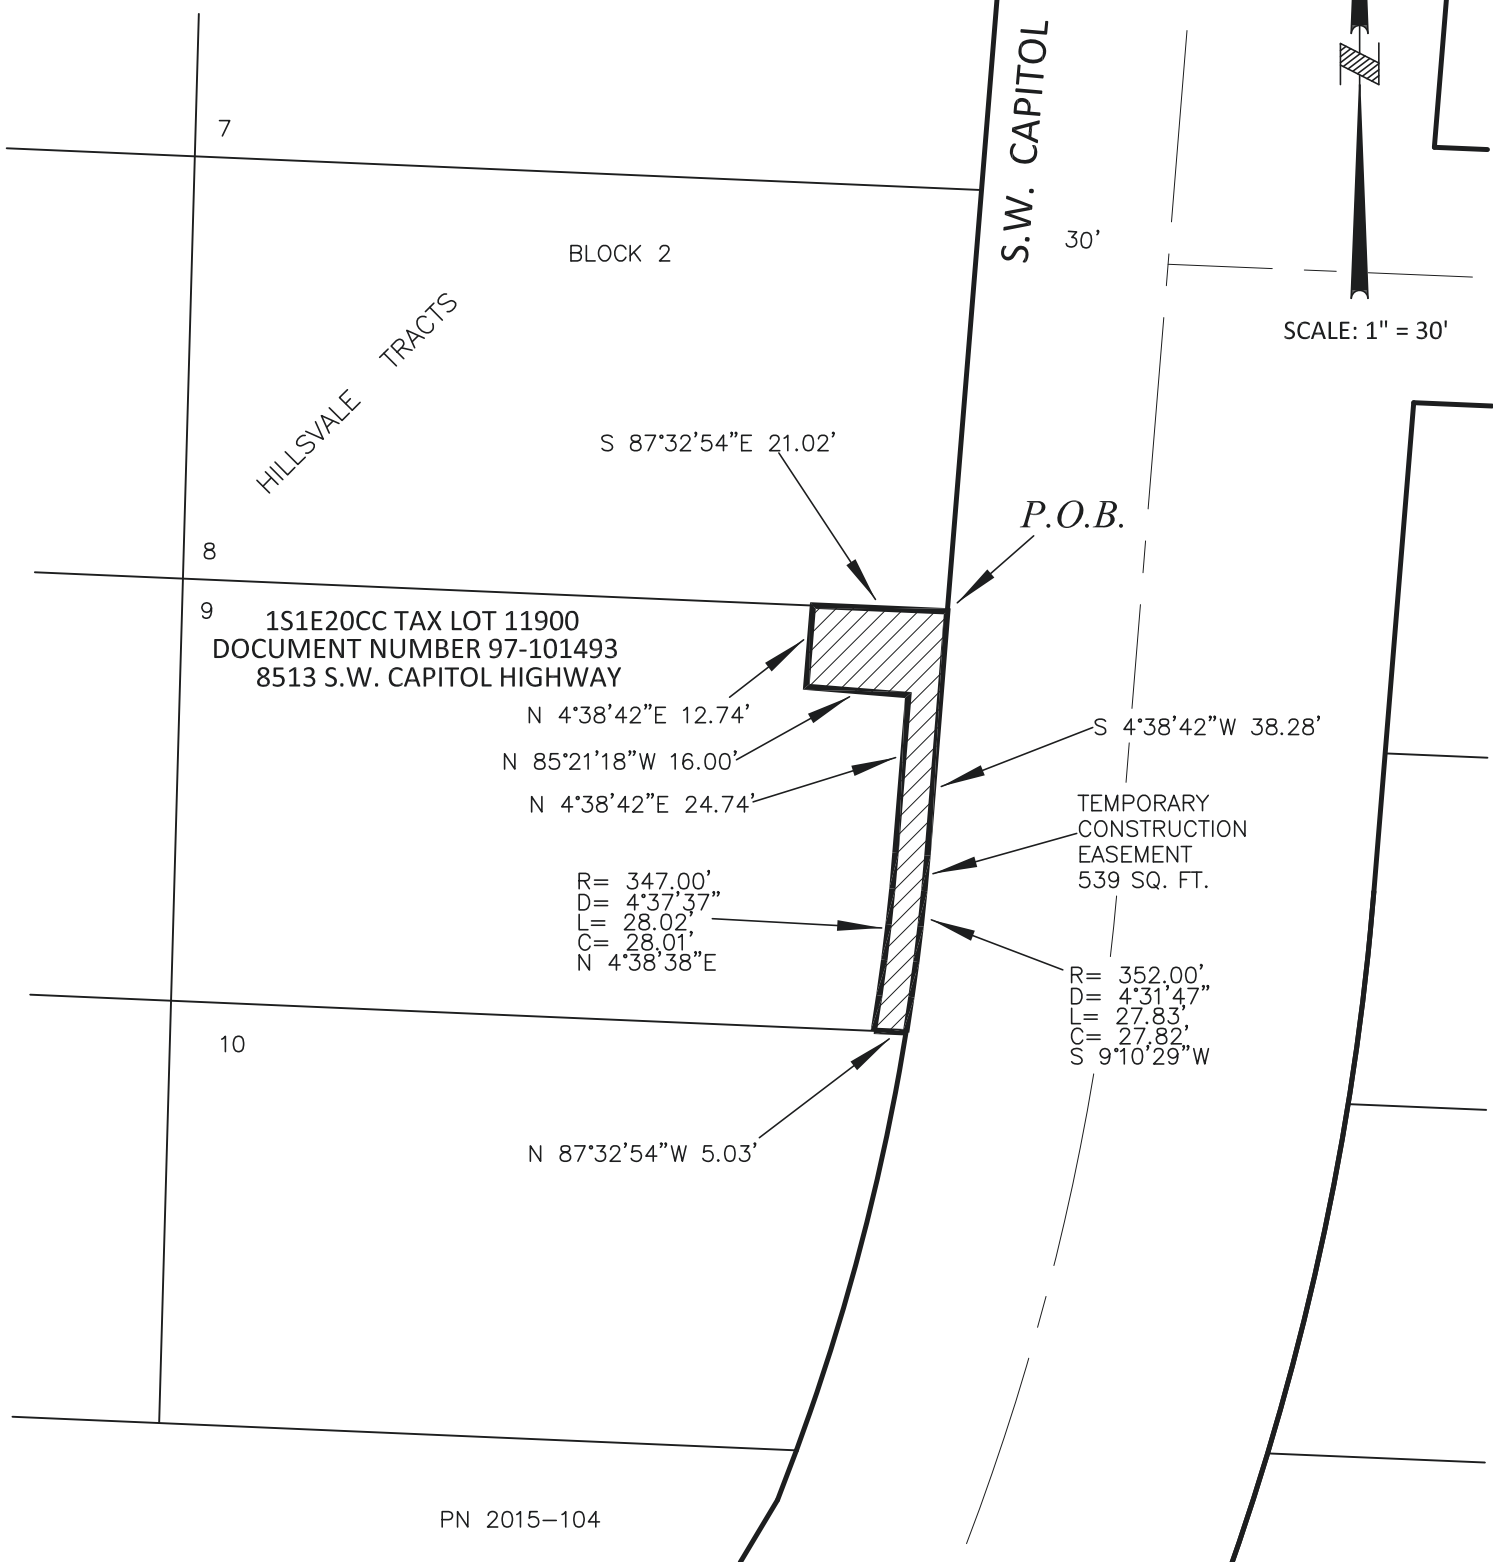 S.W. CAPITOL
7
30'
BLOCK 2
HILLSVALE TRACTS
SCALE: 1" = 30'
S 87°32'54"E 21.02'
P.O.B.
8
9
1S1E20CC TAX LOT 11900
DOCUMENT NUMBER 97-101493
8513 S.W. CAPITOL HIGHWAY
N 4°38'42"E 12.74'
S 4°38'42"W 38.28'
N 85°21'18"W 16.00'
N 4°38'42"E 24.74'
TEMPORARY
CONSTRUCTION
EASEMENT
539 SQ. FT.
R= 347.00'
D= 4°37'37"
L= 28.02'
C= 28.01'
N 4°38'38"E
R= 352.00'
D= 4°31'47"
L= 27.83'
C= 27.82'
S 9°10'29"W
10
N 87°32'54"W 5.03'
PN 2015-104